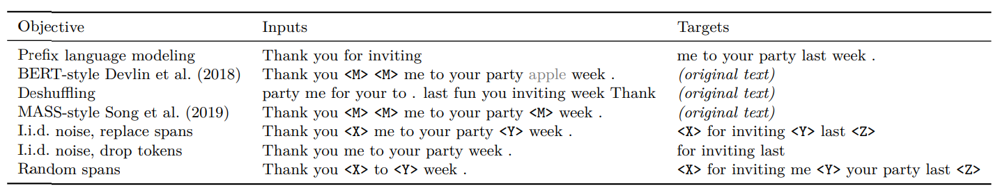 Objective Inputs Targets
Prefix language modeling Thank you for inviting me to your party last week .
BERT-style Devlin et al. (2018) Thank you <M> <M> me to your party apple week . (original text)
Deshuffling party me for your to . last fun you inviting week Thank (original text)
MASS-style Song et al. (2019) Thank you <M> <M> me to your party <M> week . (original text)
I.i.d. noise, replace spans Thank you <X> me to your party <Y> week . <X> for inviting <Y> last <Z>
I.i.d. noise, drop tokens Thank you me to your party week . for inviting last
Random spans Thank you <X> to <Y> week . <X> for inviting me <Y> your party last <Z>